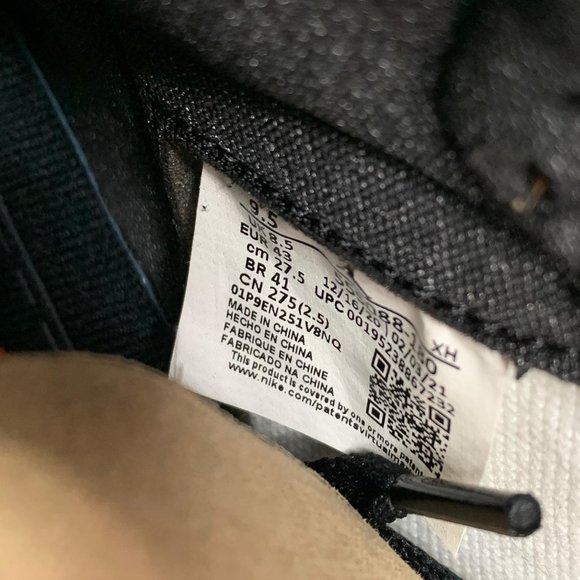 9.5
8.5
EUR 43
cm 27.5
BR 41
CN 275(2.5)
01P9EN251V8NQ
MADE IN CHINA
HECHO EN CHINA
FABRIQUE EN CHINE
FABRICADO NA CHINA
This product is covered by one or more
www.nike.com/patents
XH
UPC